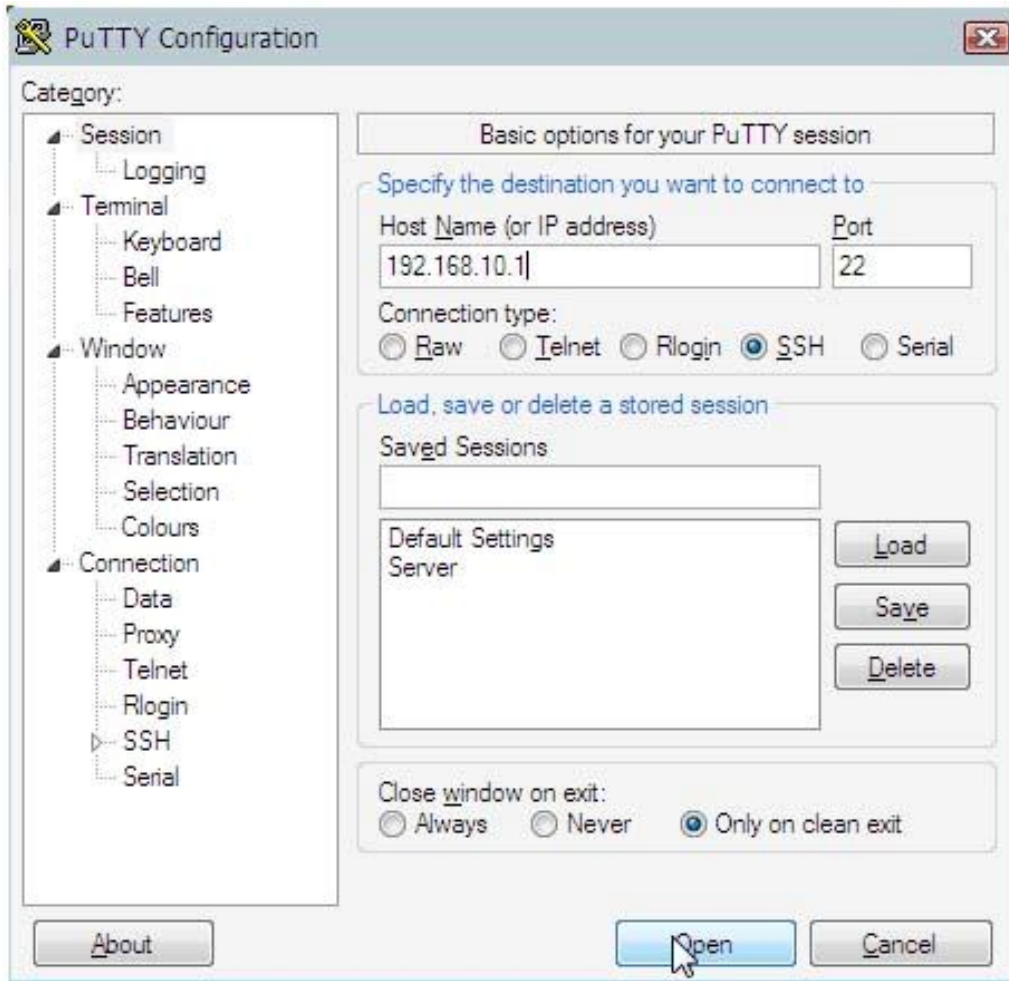 PuTTY Configuration
Category:
Session
Logging
Terminal
Keyboard
Bell
Features
Window
Appearance
Behaviour
Translation
Selection
Colours
Connection
Data
Proxy
Telnet
Rlogin
SSH
Serial
Basic options for your PuTTY session
Specify the destination you want to connect to
Host Name (or IP address) Port
192.168.10.1 22
Connection type:
Raw Telnet Rlogin SSH Serial
Load, save or delete a stored session
Saved Sessions
Default Settings
Server
Load
Save
Delete
Close window on exit:
Always Never Only on clean exit
About Open Cancel